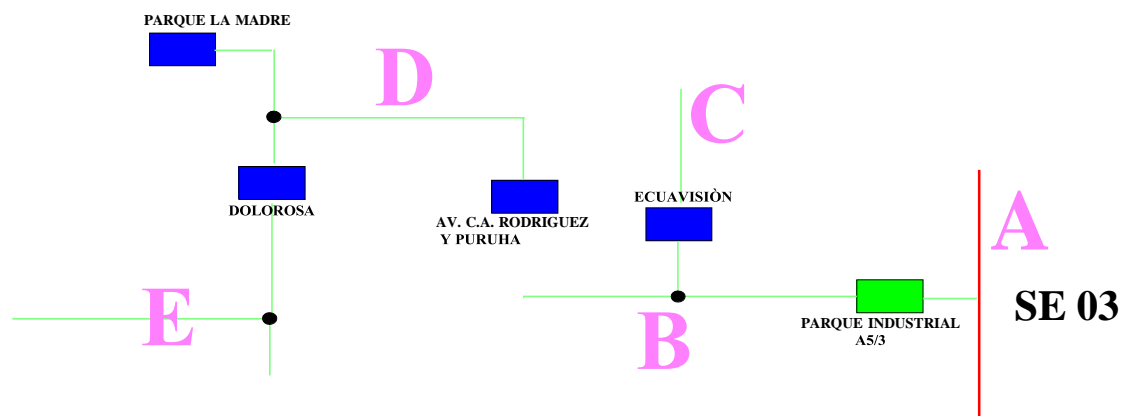 PARQUE LA MADRE
D
C
DOLOROSA
AV. C.A. RODRIGUEZ
Y PURUHA
ECUAVISIÒN
A
SE 03
E
B
PARQUE INDUSTRIAL
A5/3